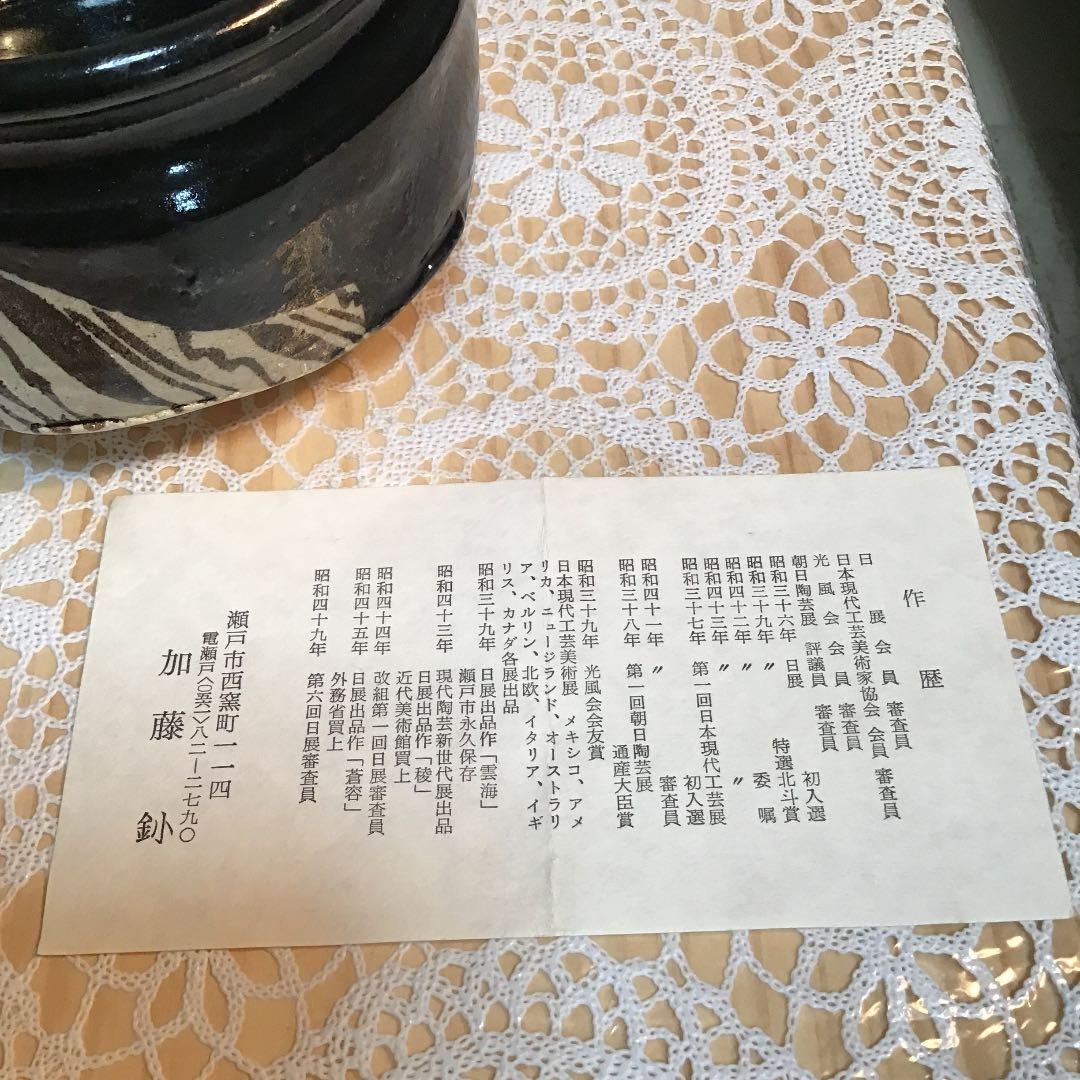 作歴
日展会員 審査員
日本現代工芸美術家協会会員 審査員
光風会会員 審査員
朝日陶芸展 評議員 審査員
昭和三十六年 日展 初入選
昭和三十九年 〃 特選北斗賞
昭和四十二年 〃 委嘱
昭和四十三年 〃 〃
昭和三十七年 第一回日本現代工芸展
初入選
昭和四十一年 〃 審査員
昭和三十八年 第一回朝日陶芸展
通産大臣賞
昭和三十九年 光風会会友賞
日本現代工芸美術展 メキシコ、アメ
リカ、ニュージランド、オーストラリ
ア、ベルリン、北欧、イタリア、イギ
リス、カナダ各展出品
昭和三十九年 日展出品作「雲海」
瀬戸市永久保存
昭和四十三年 現代陶芸新世代展出品
日展出品作「稜」
近代美術館買上
昭和四十四年 改組第一回日展審査員
昭和四十五年 日展出品作「蒼容」
外務省買上
昭和四十九年 第六回日展審査員
瀬戸市西窯町一一四
電瀬戸〈〇五六一〉八二―二七九〇
加藤釥